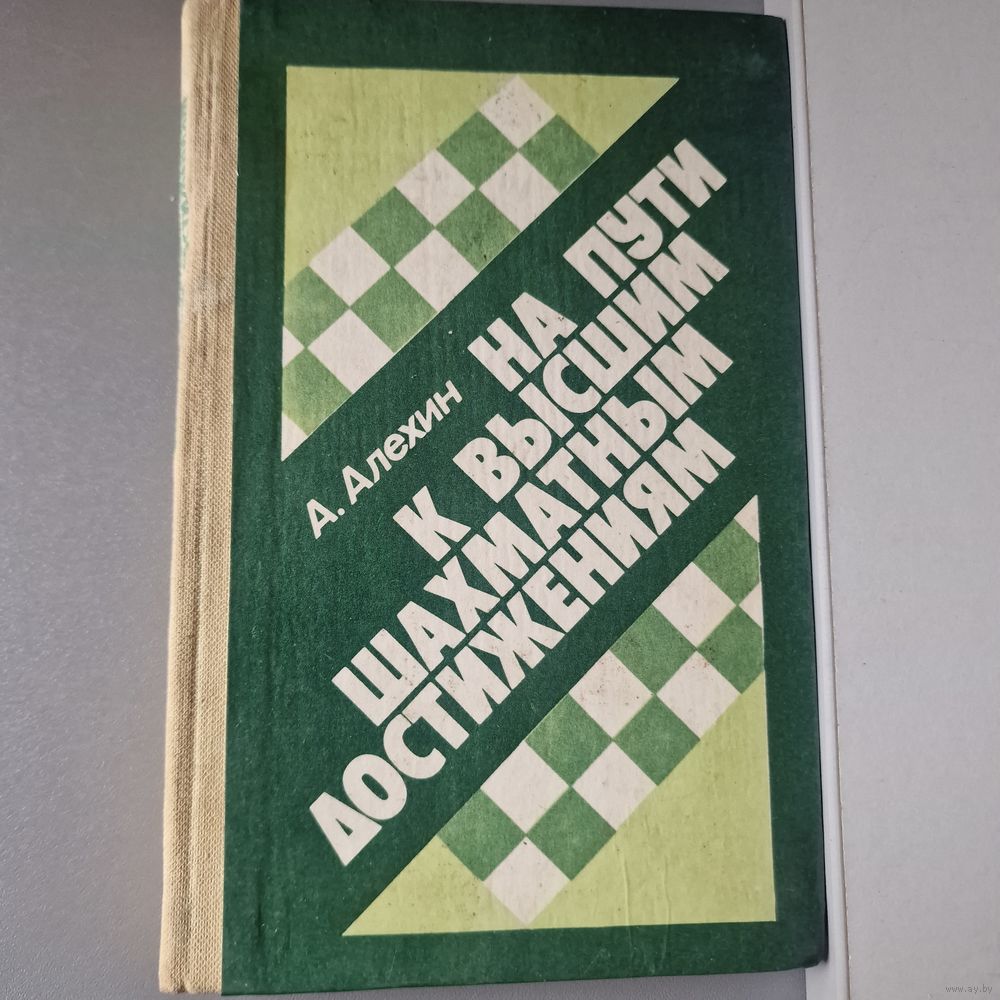 А. Алехин
НА ПУТИ
К ВЫСШИМ
ШАХМАТНЫМ
ДОСТИЖЕНИЯМ
www.ay.by